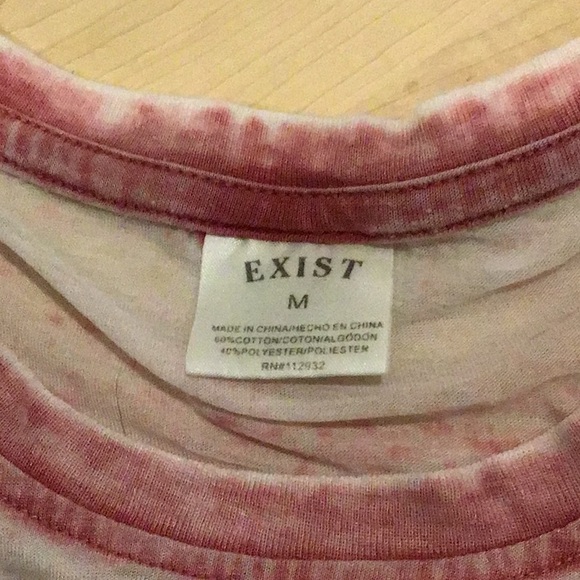 EXIST
M
MADE IN CHINA/HECHO EN CHINA
60%COTTON/COTON/ALGODON
40%POLYESTER/POLIESTER
RN#112932